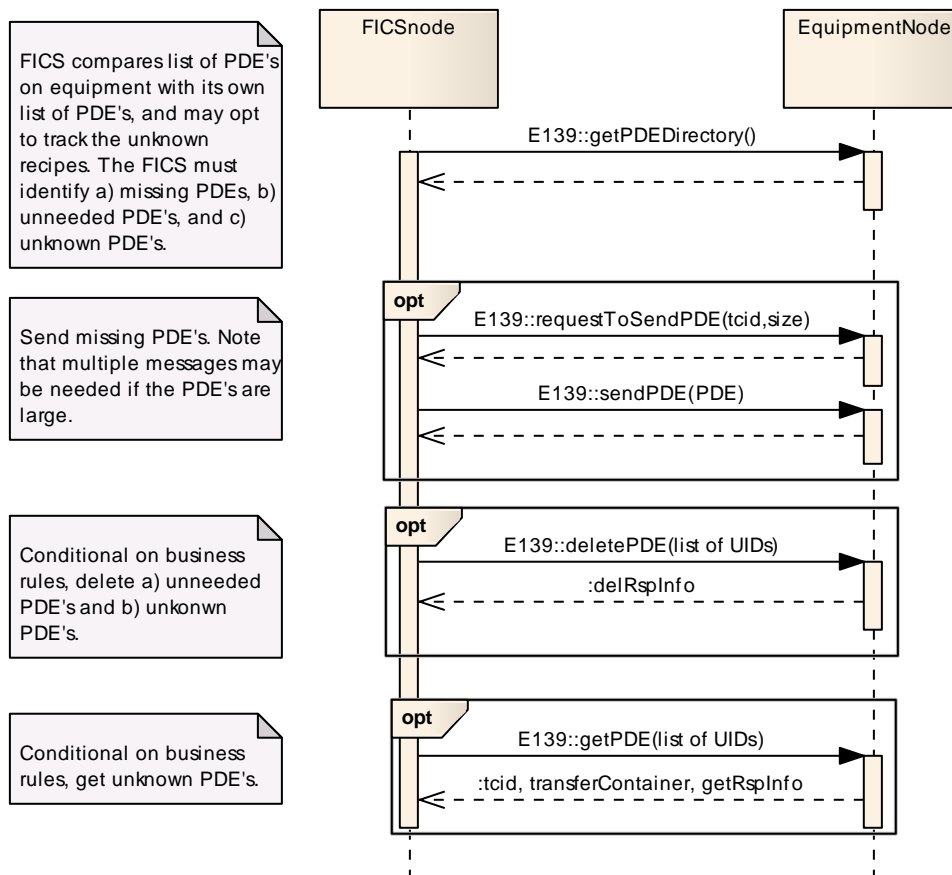 FICSnode
EquipmentNode
FICS compares list of PDE's
on equipment with its own
list of PDE's, and may opt
to track the unknown
recipes. The FICS must
identify a) missing PDEs, b)
unneeded PDE's, and c)
unknown PDE's.
E139::getPDEDirectory()
opt
Send missing PDE's. Note
that multiple messages may
be needed if the PDE's are
large.
E139::requestToSendPDE(tcid,size)
E139::sendPDE(PDE)
opt
Conditional on business
rules, delete a) unneeded
PDE's and b) unkonwn
PDE's.
E139::deletePDE(list of UIDs)
:delRspInfo
opt
Conditional on business
rules, get unknown PDE's.
E139::getPDE(list of UIDs)
:tcid, transferContainer, getRspInfo